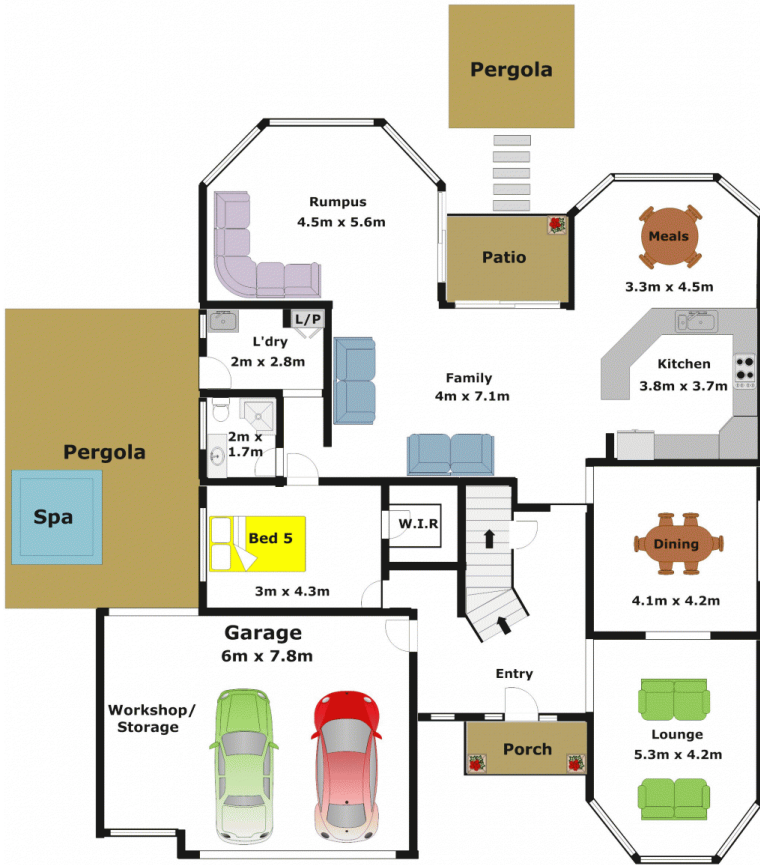 Pergola
Rumpus
4.5m x 5.6m
Meals
Patio
3.3m x 4.5m
L/P
L'dry
2m x 2.8m
Kitchen
3.8m x 3.7m
Family
4m x 7.1m
2m x
1.7m
Pergola
Spa
W.I.R
Bed 5
Dining
3m x 4.3m
4.1m x 4.2m
Garage
6m x 7.8m
Entry
Workshop/
Storage
Lounge
5.3m x 4.2m
Porch